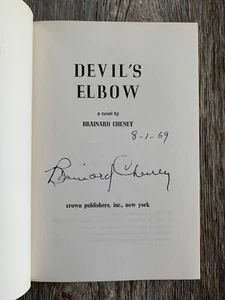 DEVIL'S
ELBOW
a novel by
BRAINARD CHENEY
8-1-69
Brainard Cheney
crown publishers, inc., new york